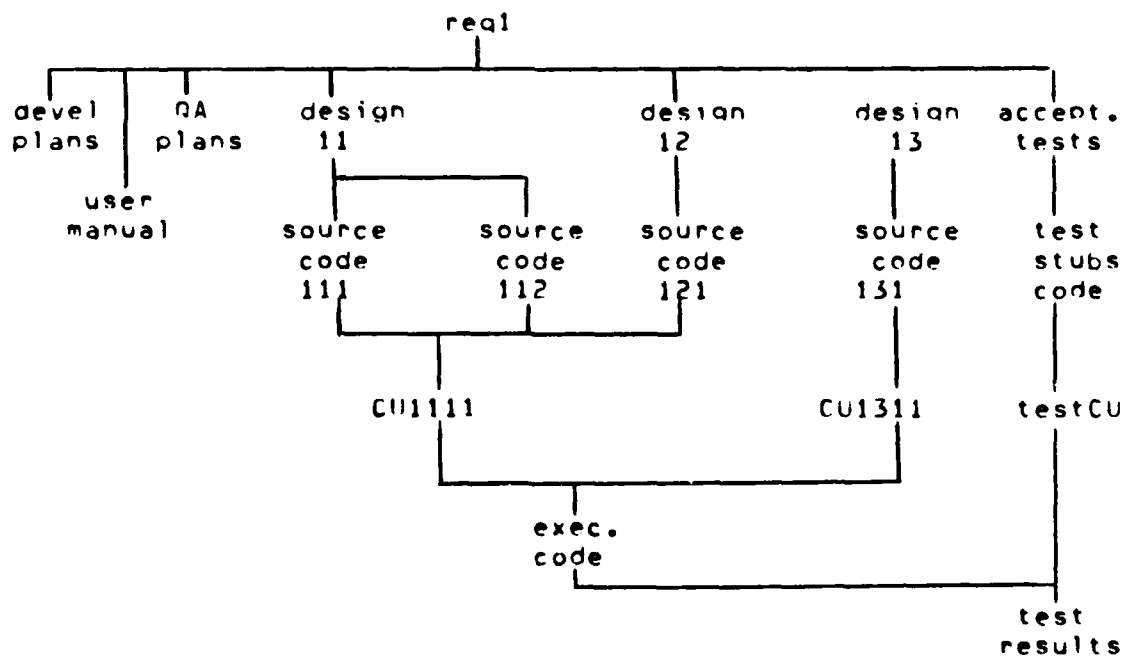 req1
devel QA design design design accept.
plans plans 11 12 13 tests
user
manual
source source source source test
code code code code stubs
111 112 121 131 code
CU1111 CU1311 testCU
exec.
code
test
results